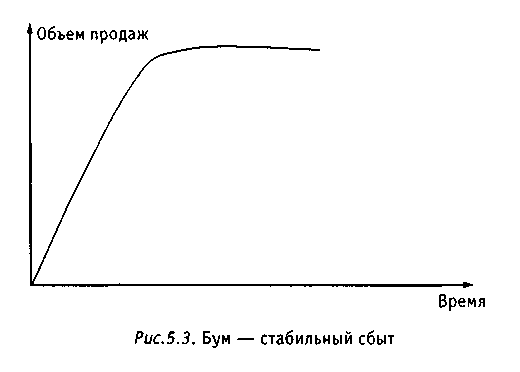 Объем продаж
Время
Рис.5.3. Бум — стабильный сбыт